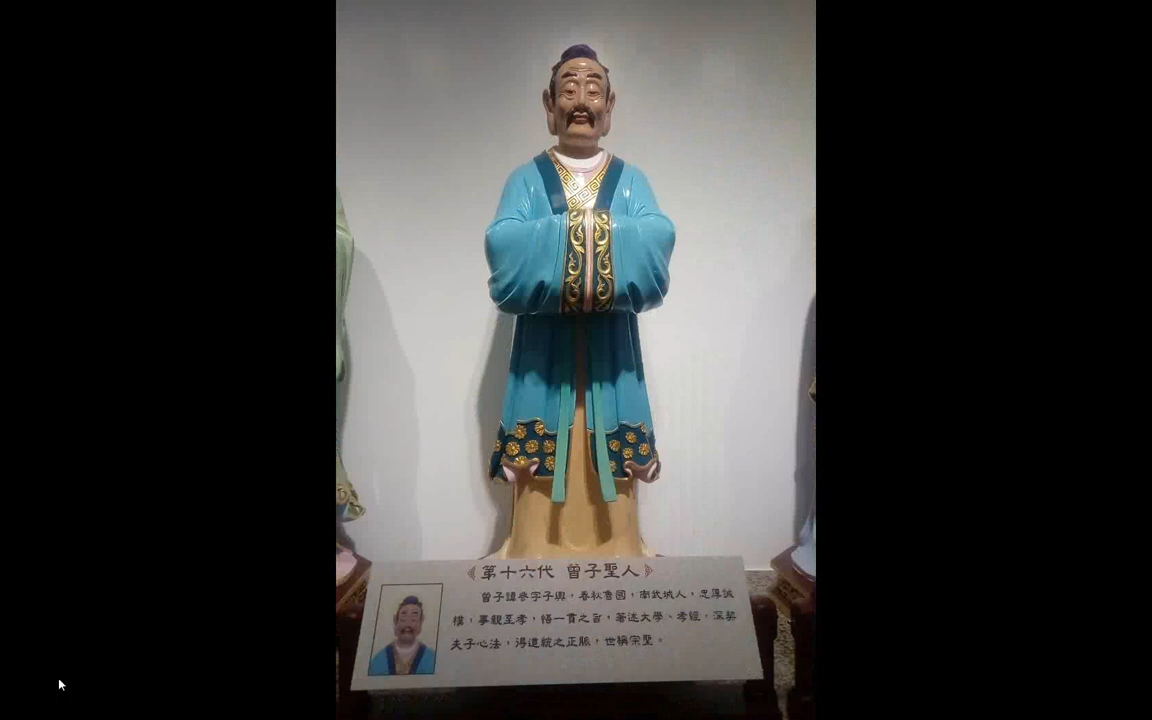 《第十六代 曾子聖人》
曾子諱參字子輿，春秋魯國，南武城人，忠厚誠
樸，事親至孝，悟一貫之旨，著述大學、孝經，深契
夫子心法，得道統之正脈，世稱宗聖。